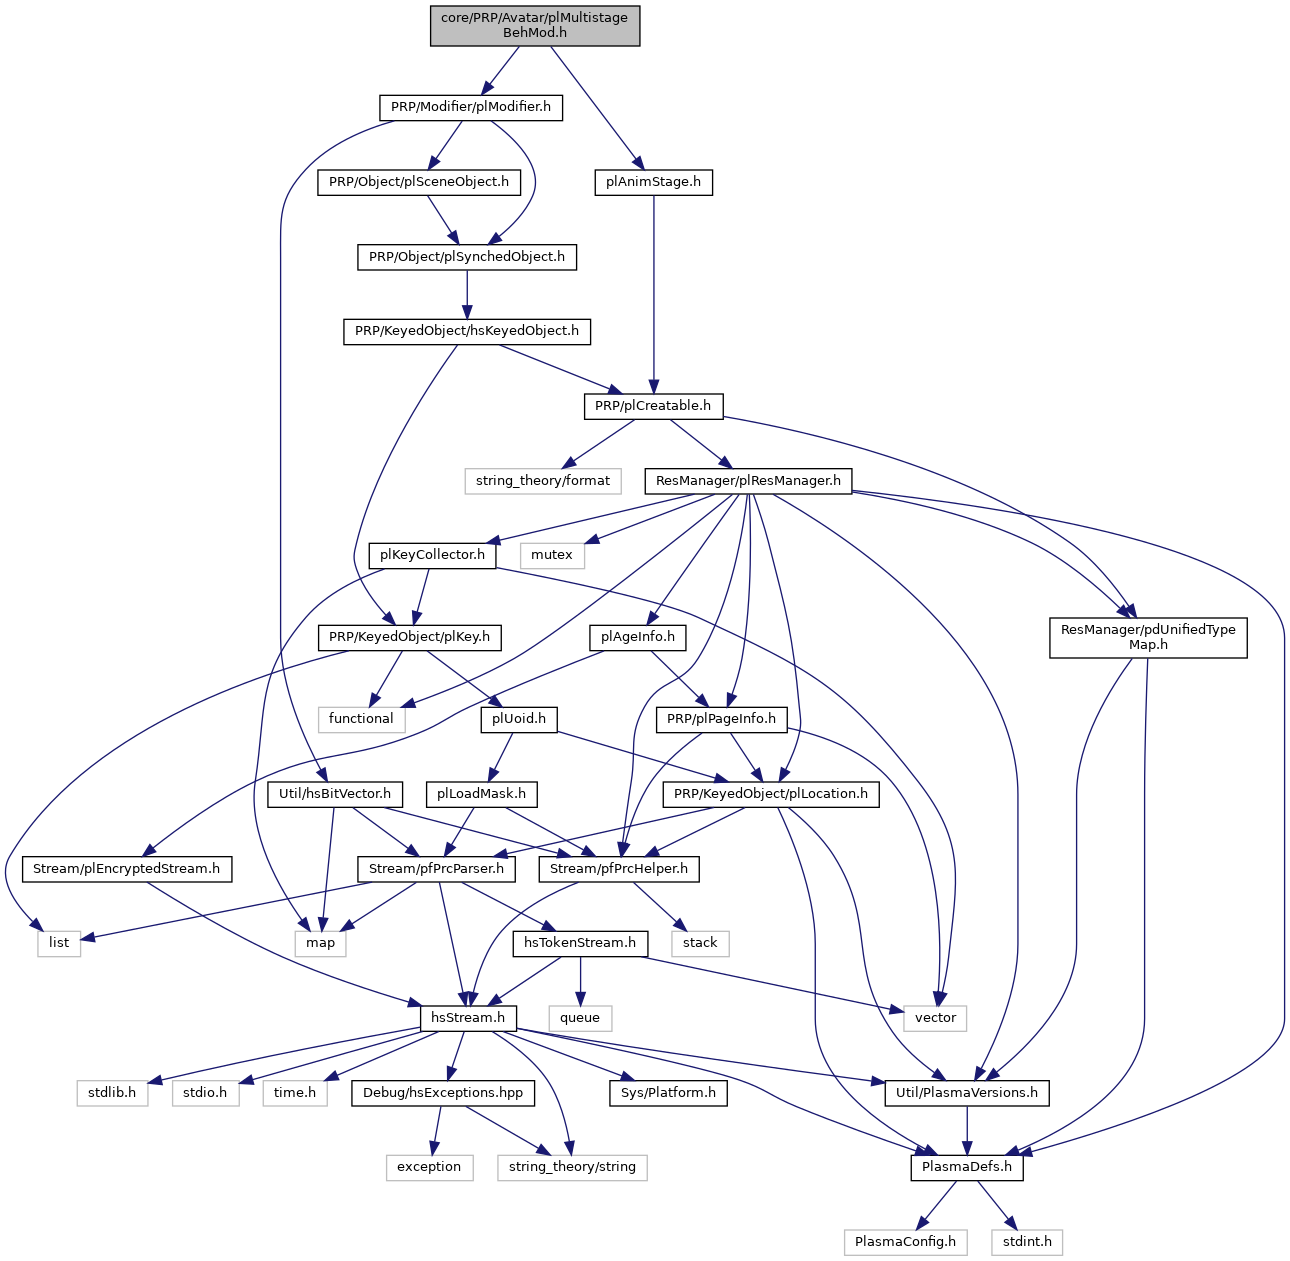 core/PRP/Avatar/plMultistage
BehMod.h
PRP/Modifier/plModifier.h
PRP/Object/plSceneObject.h
plAnimStage.h
PRP/Object/plSynchedObject.h
PRP/KeyedObject/hsKeyedObject.h
PRP/plCreatable.h
string_theory/format
ResManager/plResManager.h
plKeyCollector.h
mutex
PRP/KeyedObject/plKey.h
plAgeInfo.h
ResManager/pdUnifiedType
Map.h
functional
plUoid.h
PRP/plPageInfo.h
Util/hsBitVector.h
plLoadMask.h
PRP/KeyedObject/plLocation.h
Stream/plEncryptedStream.h
Stream/pfPrcParser.h
Stream/pfPrcHelper.h
list
map
hsTokenStream.h
stack
hsStream.h
queue
vector
stdlib.h
stdio.h
time.h
Debug/hsExceptions.hpp
Sys/Platform.h
Util/PlasmaVersions.h
exception
string_theory/string
PlasmaDefs.h
PlasmaConfig.h
stdint.h